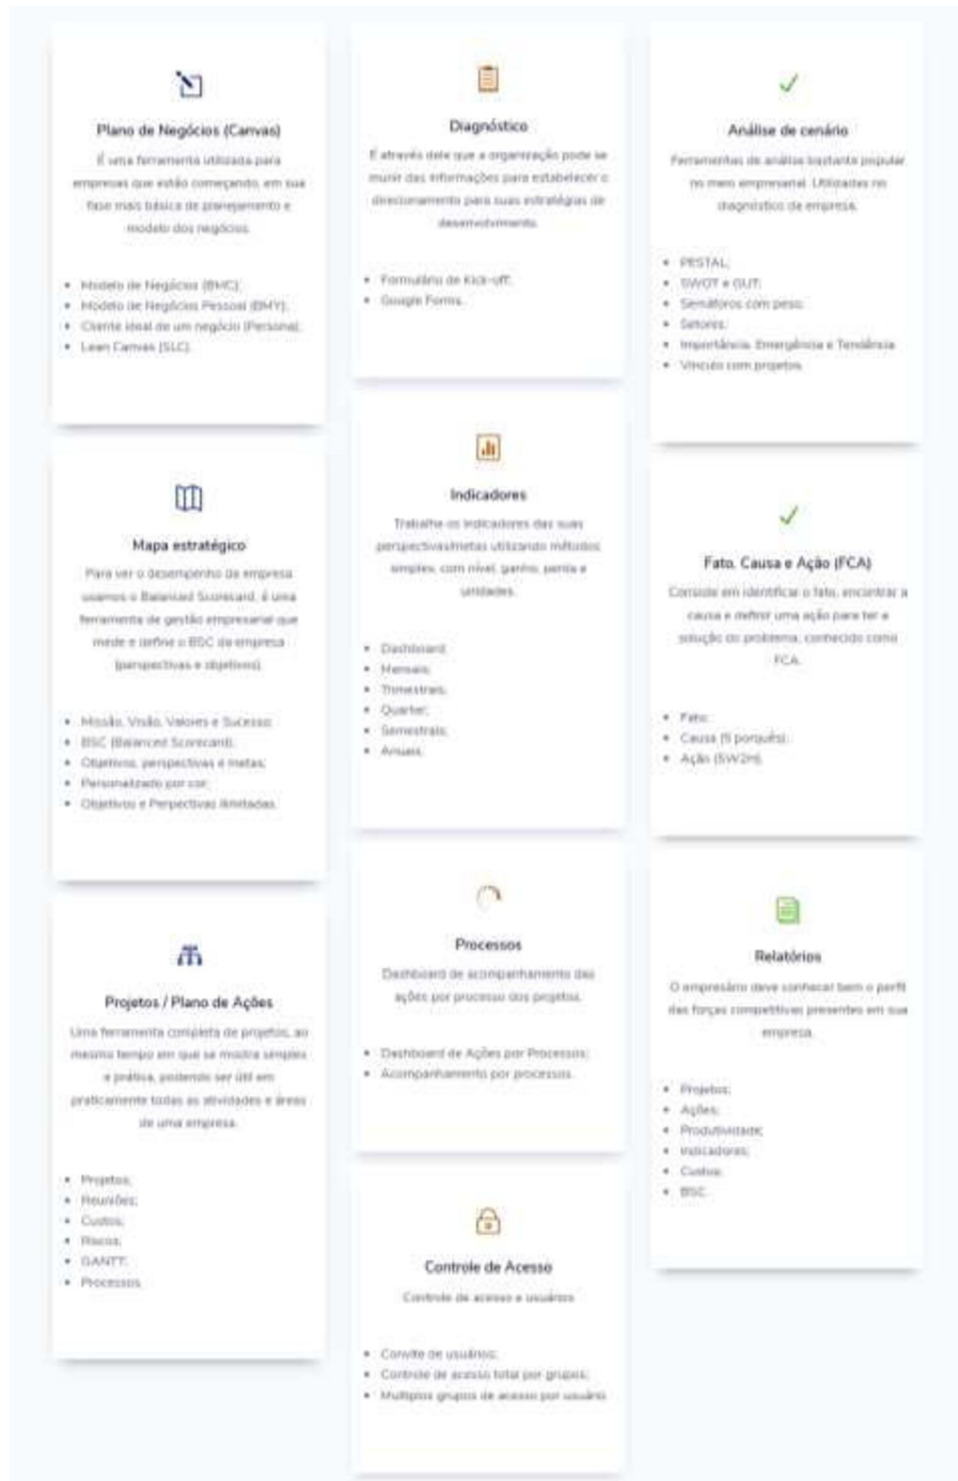 Plano de Negócios (Canvas)
É uma ferramenta utilizada para
empresas que estão começando, em sua
fase mais básica de planejamento e
modelo dos negócios.
Modelo de Negócios (BMC);
Modelo de Negócios Pessoal (BMY);
Cliente ideal de um negócio (Persona);
Lean Canvas (SLC).
Mapa estratégico
Para ver o desempenho da empresa
usamos o Balanced Scorecard, é uma
ferramenta de gestão empresarial que
mede e define o BSC da empresa
(perspectivas e objetivos).
Missão, Visão, Valores e Sucesso;
BSC (Balanced Scorecard);
Objetivos, perspectivas e metas;
Personalizado por cor;
Objetivos e Perpectivas ilimitadas.
Projetos / Plano de Ações
Uma ferramenta completa de projetos, ao
mesmo tempo em que se mostra simples
e prática, podendo ser útil em
praticamente todas as atividades e áreas
de uma empresa.
Projetos;
Reuniões;
Custos;
Riscos;
GANTT;
Processos.
Diagnóstico
É através dele que a organização pode se
munir das informações para estabelecer o
direcionamento para suas estratégias de
desenvolvimento.
Formulário de Kick-off;
Google Forms.
Indicadores
Trabalhe os indicadores das suas
perspectivas/metas utilizando métodos
simples, com nível, ganho, perda e
unidades.
Dashboard;
Mensais;
Trimestrais;
Quarter;
Semestrais;
Anuais.
Processos
Dashboard de acompanhamento das
ações por processo dos projetos.
Dashboard de Ações por Processos;
Acompanhamento por processos.
Controle de Acesso
Controle de acesso e usuários
Convite de usuários;
Controle de acesso total por grupos;
Multiplos grupos de acesso por usuário.
Análise de cenário
Ferramentas de análise bastante popular
no meio empresarial. Utilizadas no
diagnóstico da empresa.
PESTAL;
SWOT e GUT;
Semáforos com peso;
Setores;
Importância, Emergência e Tendência
Vínculo com projetos.
Fato, Causa e Ação (FCA)
Consiste em identificar o fato, encontrar a
causa e definir uma ação para ter a
solução do problema, conhecido como
FCA.
Fato;
Causa (5 porquês);
Ação (5W2H).
Relatórios
O empresário deve conhecer bem o perfil
das forças competitivas presentes em sua
empresa.
Projetos;
Ações;
Produtividade;
Indicadores;
Custos;
BSC.